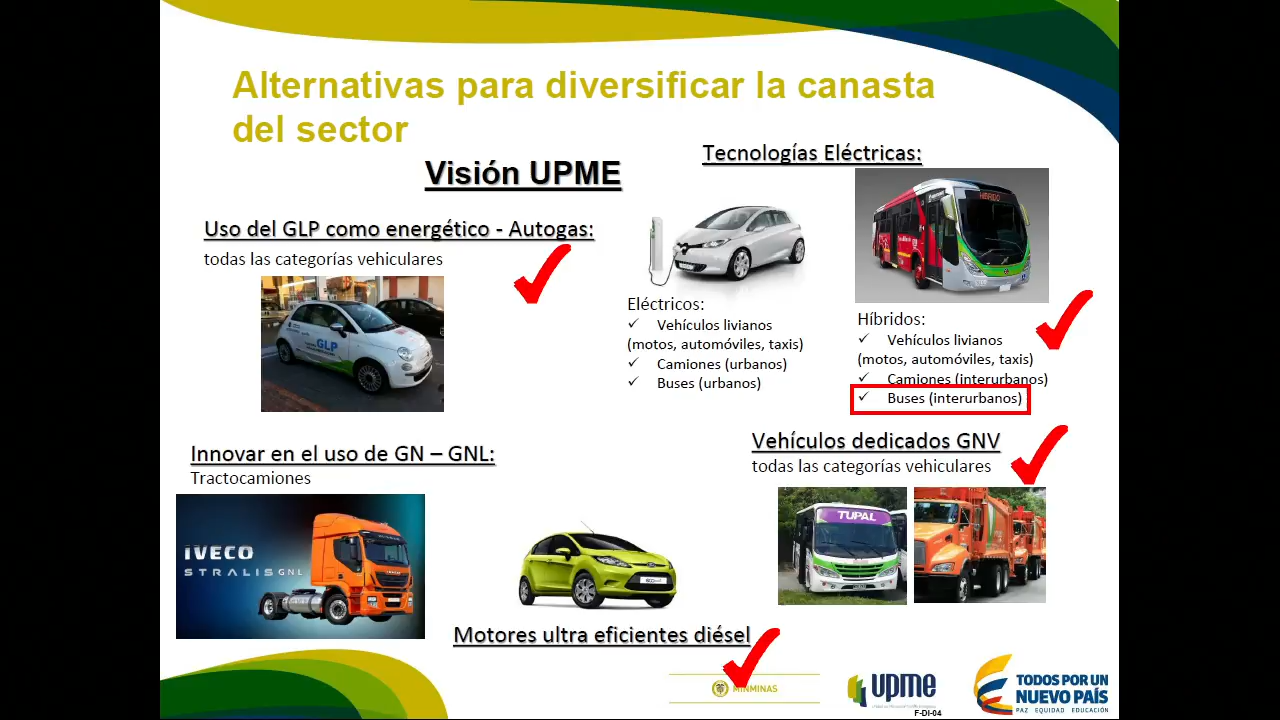 Alternativas para diversificar la canasta
del sector
Visión UPME
Tecnologías Eléctricas:
Uso del GLP como energético - Autogas:
todas las categorías vehiculares
GLP
HIBRIDO
Eléctricos:
✓ Vehículos livianos
(motos, automóviles, taxis)
✓ Camiones (urbanos)
✓ Buses (urbanos)
Híbridos:
✓ Vehículos livianos
(motos, automóviles, taxis)
✓ Camiones (interurbanos)
✓ Buses (interurbanos)
Innovar en el uso de GN – GNL:
Tractocamiones
IVECO
STRALIS GNL
Vehículos dedicados GNV
todas las categorías vehiculares
TUPAL
Motores ultra eficientes diésel
MINMINAS
upme
F-DI-04
TODOS POR UN
NUEVO PAÍS
PAZ EQUIDAD EDUCACIÓN